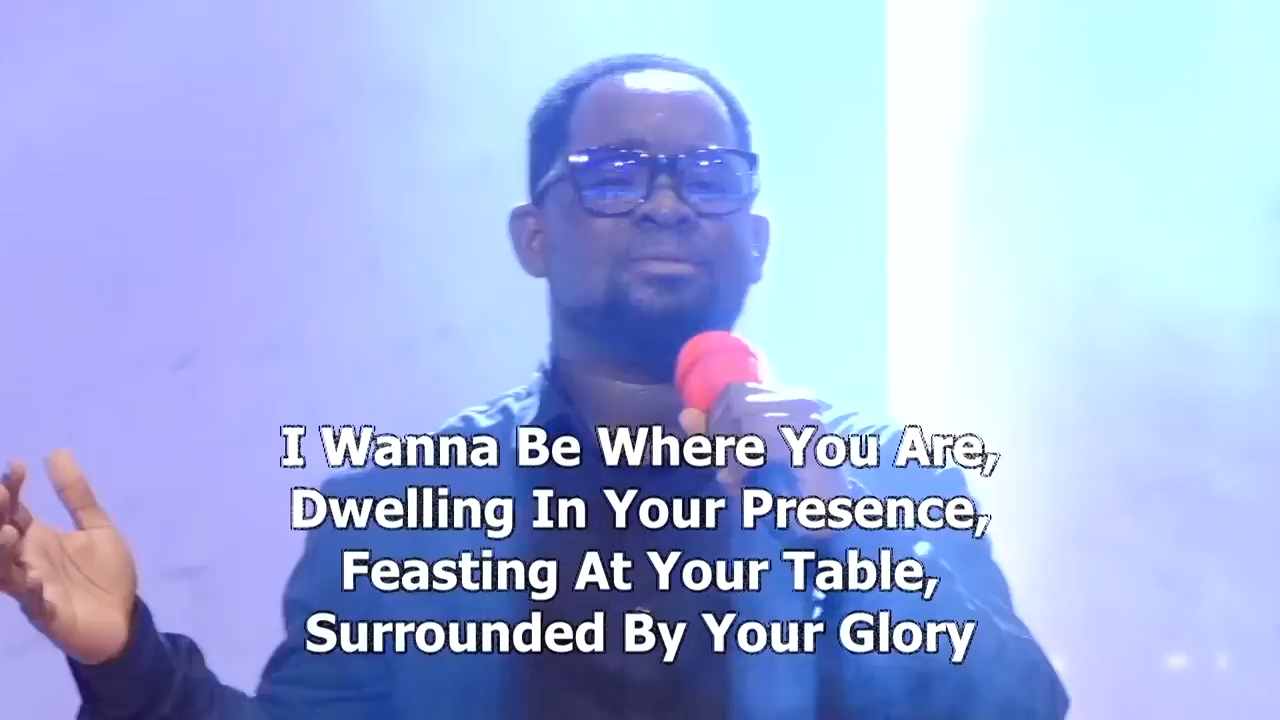 I Wanna Be Where You Are,
Dwelling In Your Presence,
Feasting At Your Table,
Surrounded By Your Glory